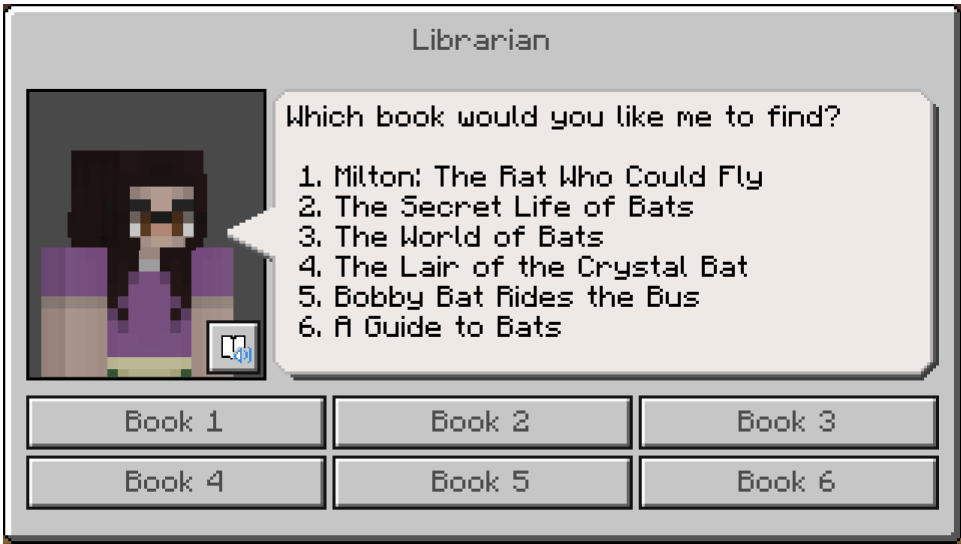 Librarian
Which book would you like me to find?
1. Milton: The Rat Who Could Fly
2. The Secret Life of Bats
3. The World of Bats
4. The Lair of the Crystal Bat
5. Bobby Bat Rides the Bus
6. A Guide to Bats
Book 1
Book 2
Book 3
Book 4
Book 5
Book 6